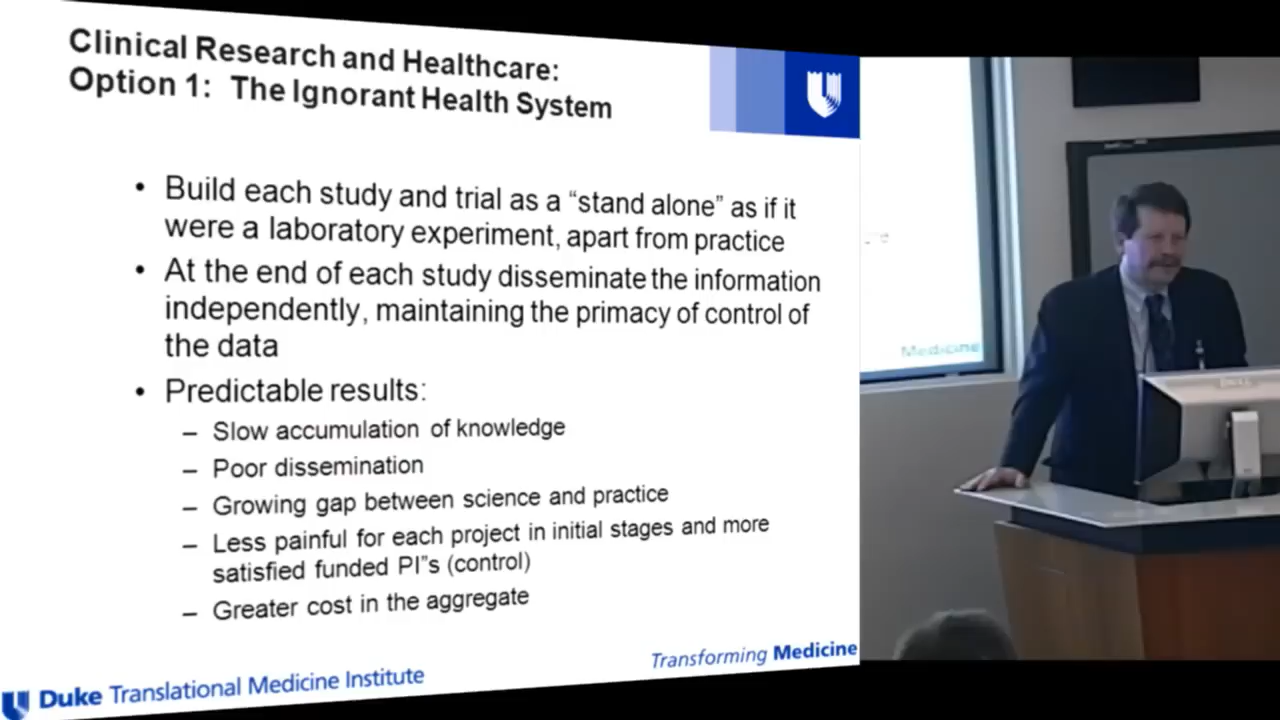 Clinical Research and Healthcare:
Option 1: The Ignorant Health System
• Build each study and trial as a “stand alone” as if it
were a laboratory experiment, apart from practice
• At the end of each study disseminate the information
independently, maintaining the primacy of control of
the data
• Predictable results:
– Slow accumulation of knowledge
– Poor dissemination
– Growing gap between science and practice
– Less painful for each project in initial stages and more
satisfied funded PI”s (control)
– Greater cost in the aggregate
Transforming Medicine
Duke Translational Medicine Institute
Medicine
DELL